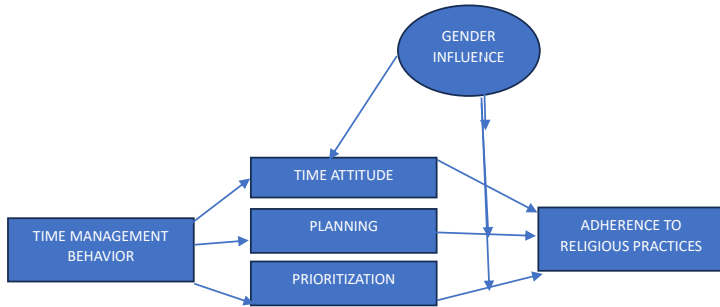 GENDER
INFLUENCE
TIME ATTITUDE
TIME MANAGEMENT
BEHAVIOR
PLANNING
ADHERENCE TO
RELIGIOUS PRACTICES
PRIORITIZATION